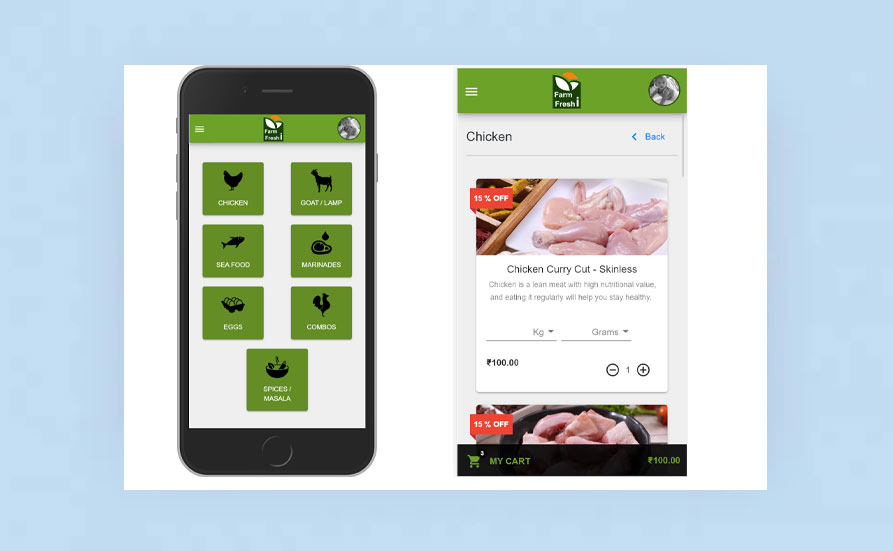 Farm
Fresh i
CHICKEN
GOAT / LAMP
SEA FOOD
MARINADES
EGGS
COMBOS
SPICES /
MASALA
Farm
Fresh i
Chicken
Back
15 % OFF
Chicken Curry Cut - Skinless
Chicken is a lean meat with high nutritional value,
and eating it regularly will help you stay healthy.
Kg
Grams
₹100.00
1
15 % OFF
3
MY CART
₹100.00